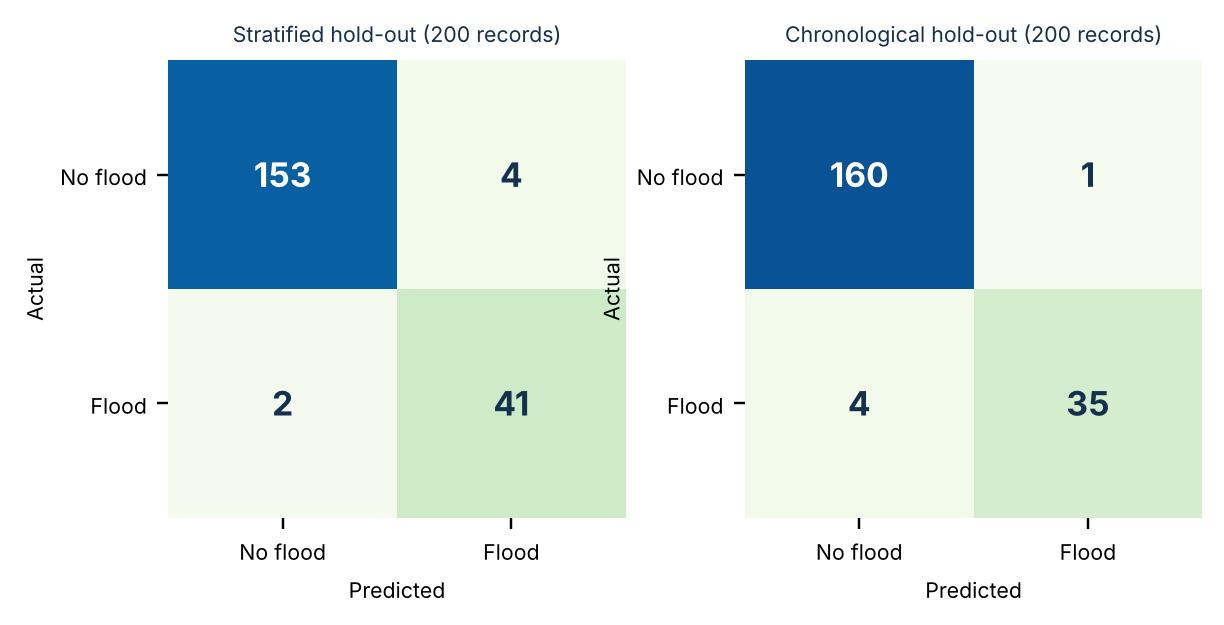 Stratified hold-out (200 records)
No flood
153
4
Flood
2
41
Actual
No flood
Flood
Predicted
Chronological hold-out (200 records)
No flood
160
1
Flood
4
35
Actual
No flood
Flood
Predicted